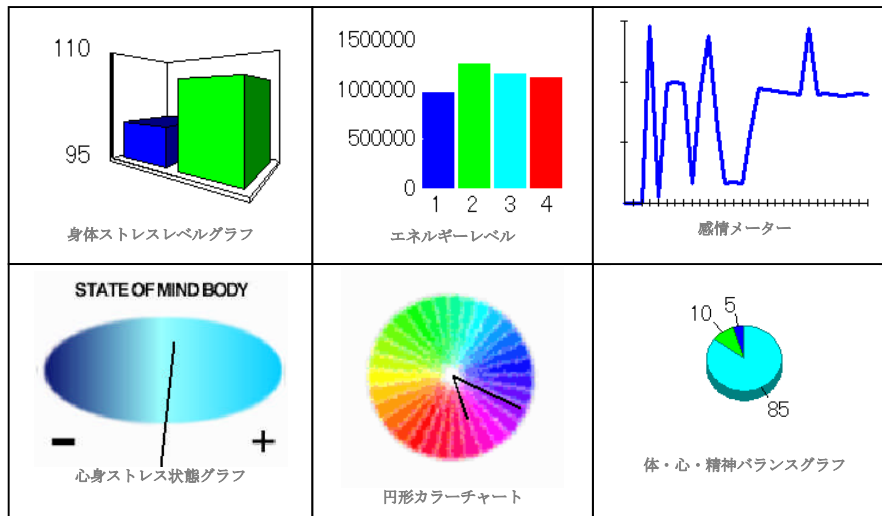 110
95
身体ストレスレベルグラフ
1500000
1000000
500000
0
1 2 3 4
エネルギーレベル
感情メーター
STATE OF MIND BODY
- +
心身ストレス状態グラフ
円形カラーチャート
10 5
85
体・心・精神バランスグラフ